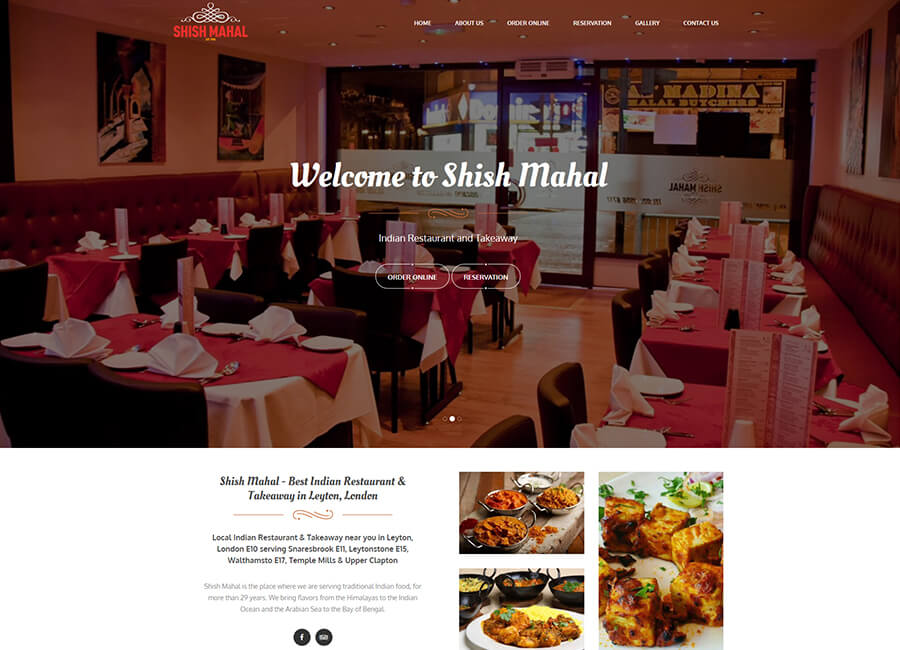 SHISH MAHAL
HOME
ABOUT US
ORDER ONLINE
RESERVATION
GALLERY
CONTACT US
MADINA
HALAL BUTCHERS
SHISH MAHAL
Welcome to Shish Mahal
Indian Restaurant and Takeaway
ORDER ONLINE
RESERVATION
Shish Mahal - Best Indian Restaurant &
Takeaway in Leyton, London
Local Indian Restaurant & Takeaway near you in Leyton,
London E10 serving Snaresbrook E11, Leytonstone E15,
Walthamsto E17, Temple Mills & Upper Clapton
Shish Mahal is the place where we are serving traditional Indian food, for
more than 29 years. We bring flavors from the Himalayas to the Indian
Ocean and the Arabian Sea to the Bay of Bengal.
f